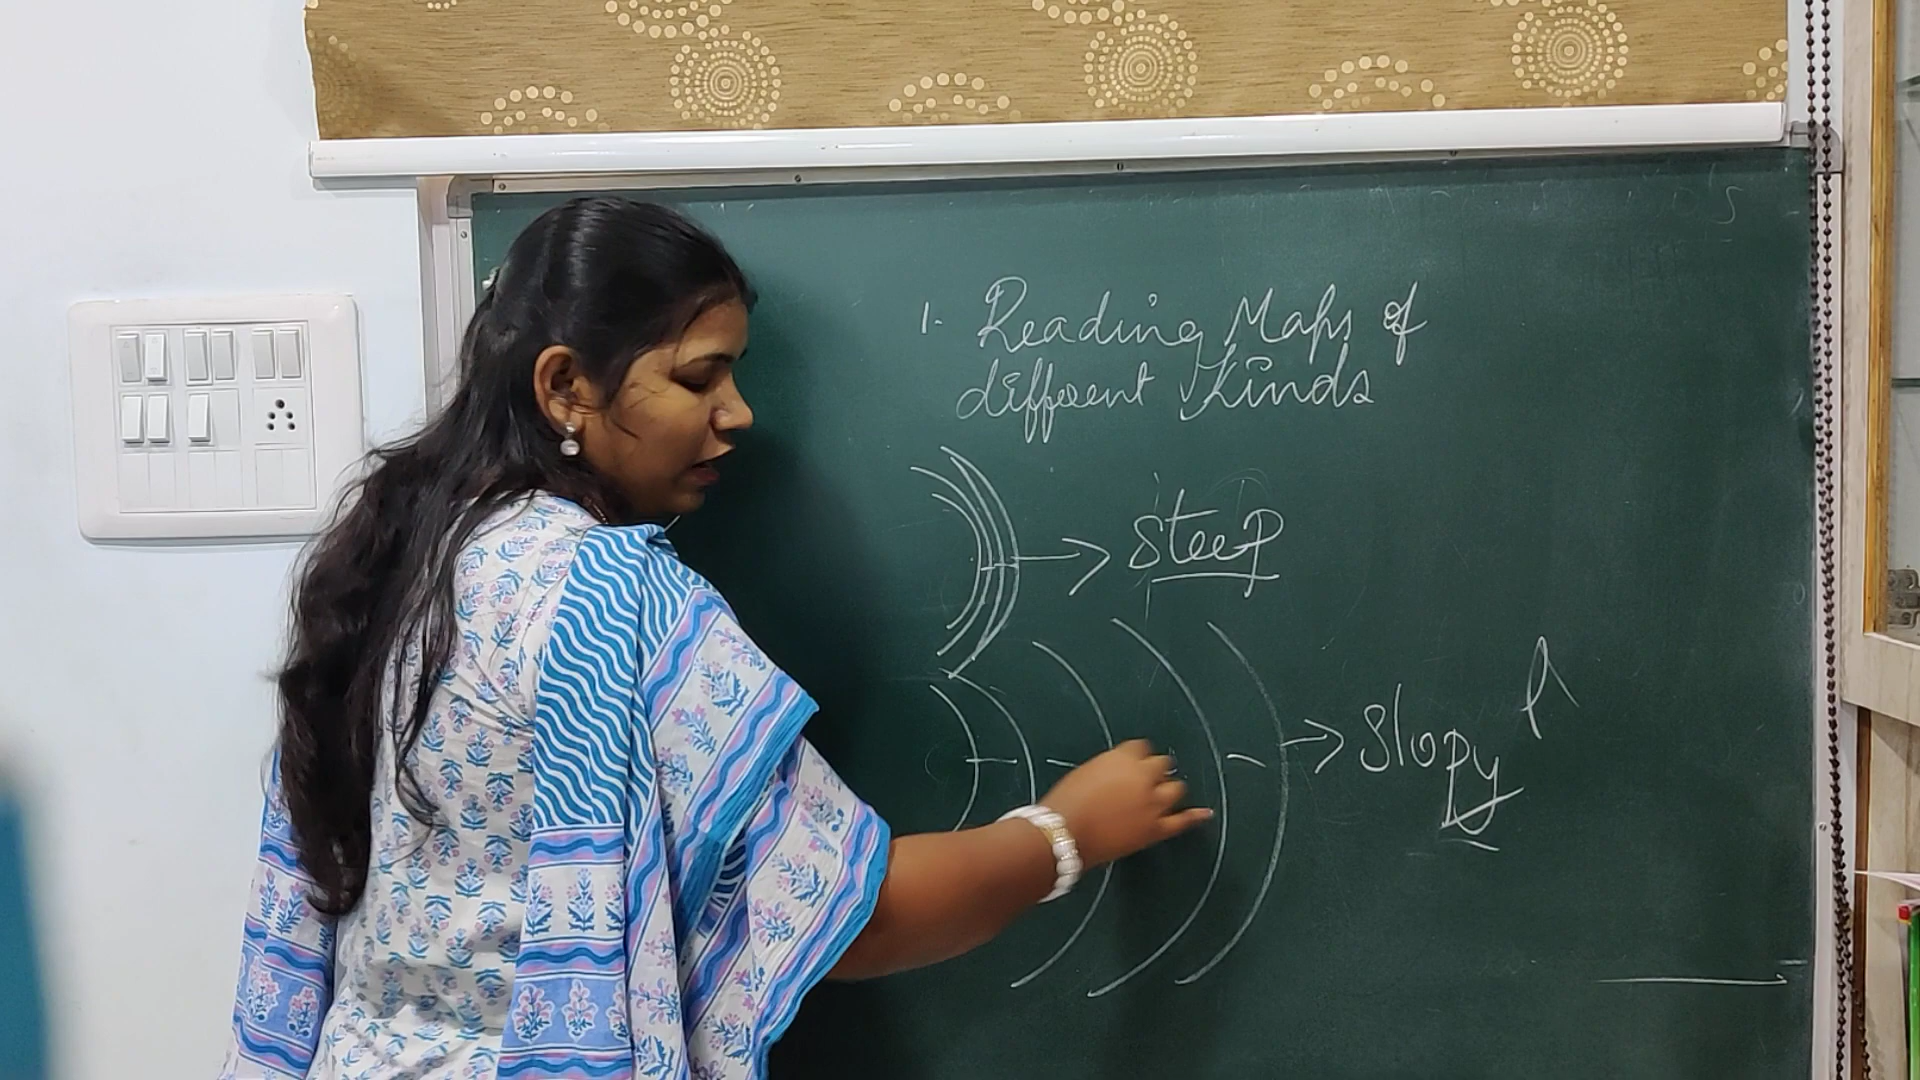 1. Reading Maps of
different Kinds
Steep
Slopy